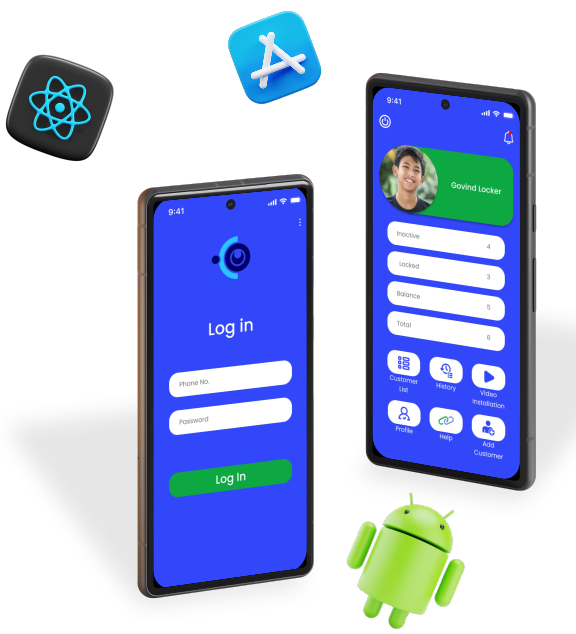 9:41
Log in
Phone No.
Password
Log In
9:41
Govind Locker
Inactive 4
Locked 3
Balance 5
Total 6
Customer
List
History
Video
Installation
Profile
Help
Add
Customer